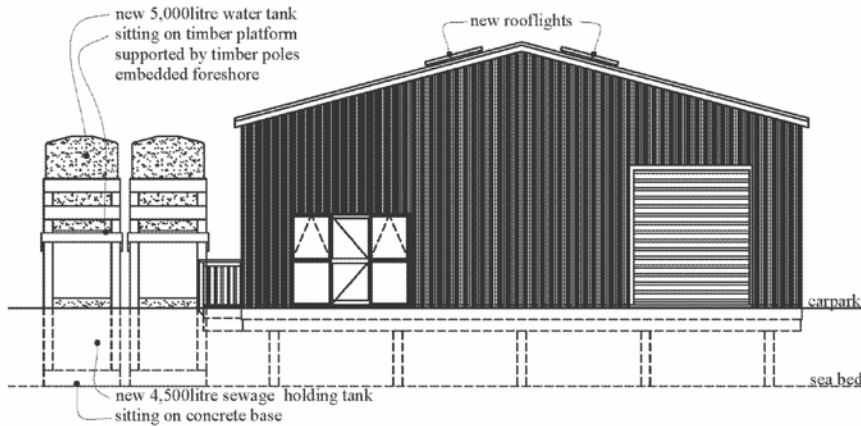 new 5,000litre water tank
sitting on timber platform
supported by timber poles
embedded foreshore
new rooflights
carpark
sea bed
new 4,500litre sewage holding tank
sitting on concrete base